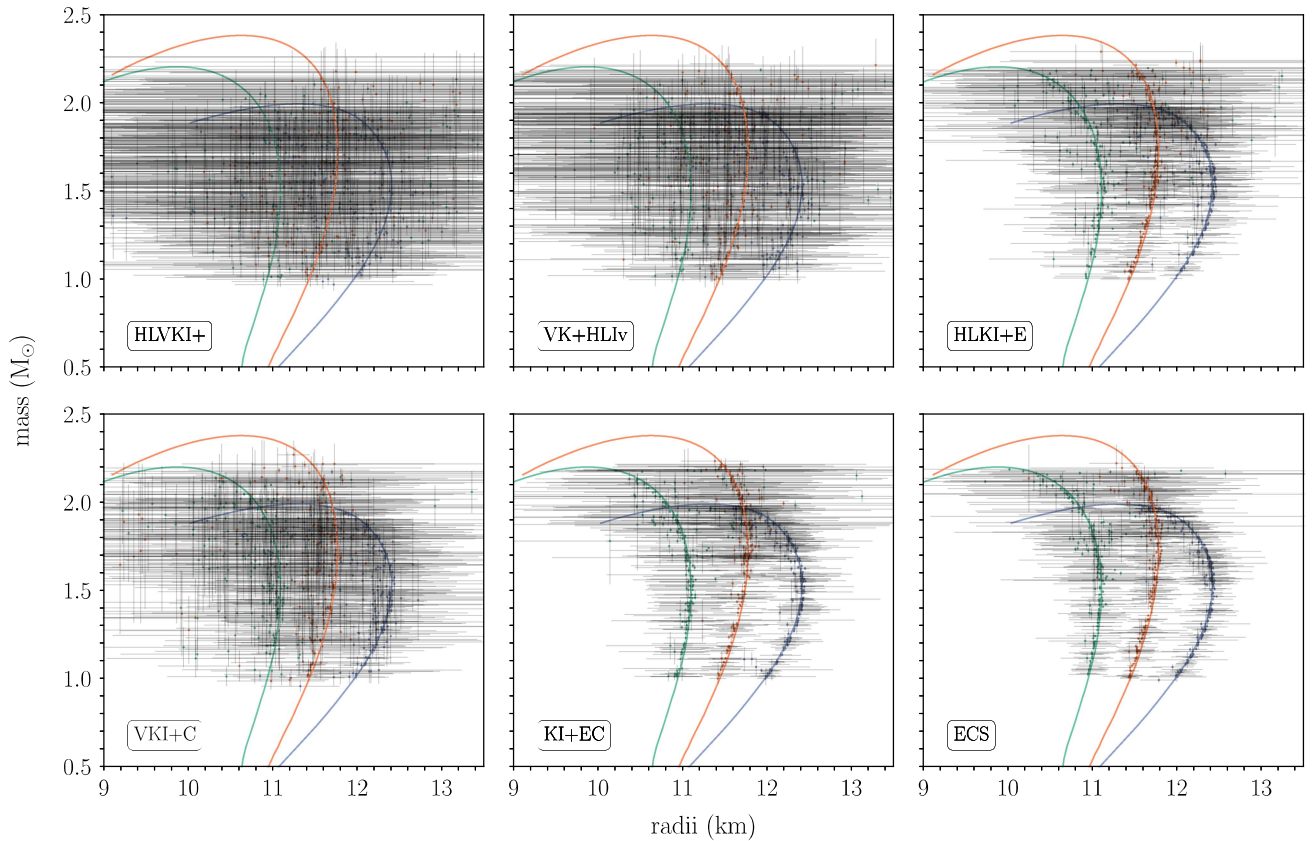 2.5
2.0
1.5
1.0
0.5
HLVKI+
VK+HLIv
HLKI+E
mass (M⊙)
2.5
2.0
1.5
1.0
0.5
VKI+C
KI+EC
ECS
9 10 11 12 13 9 10 11 12 13 9 10 11 12 13
radii (km)